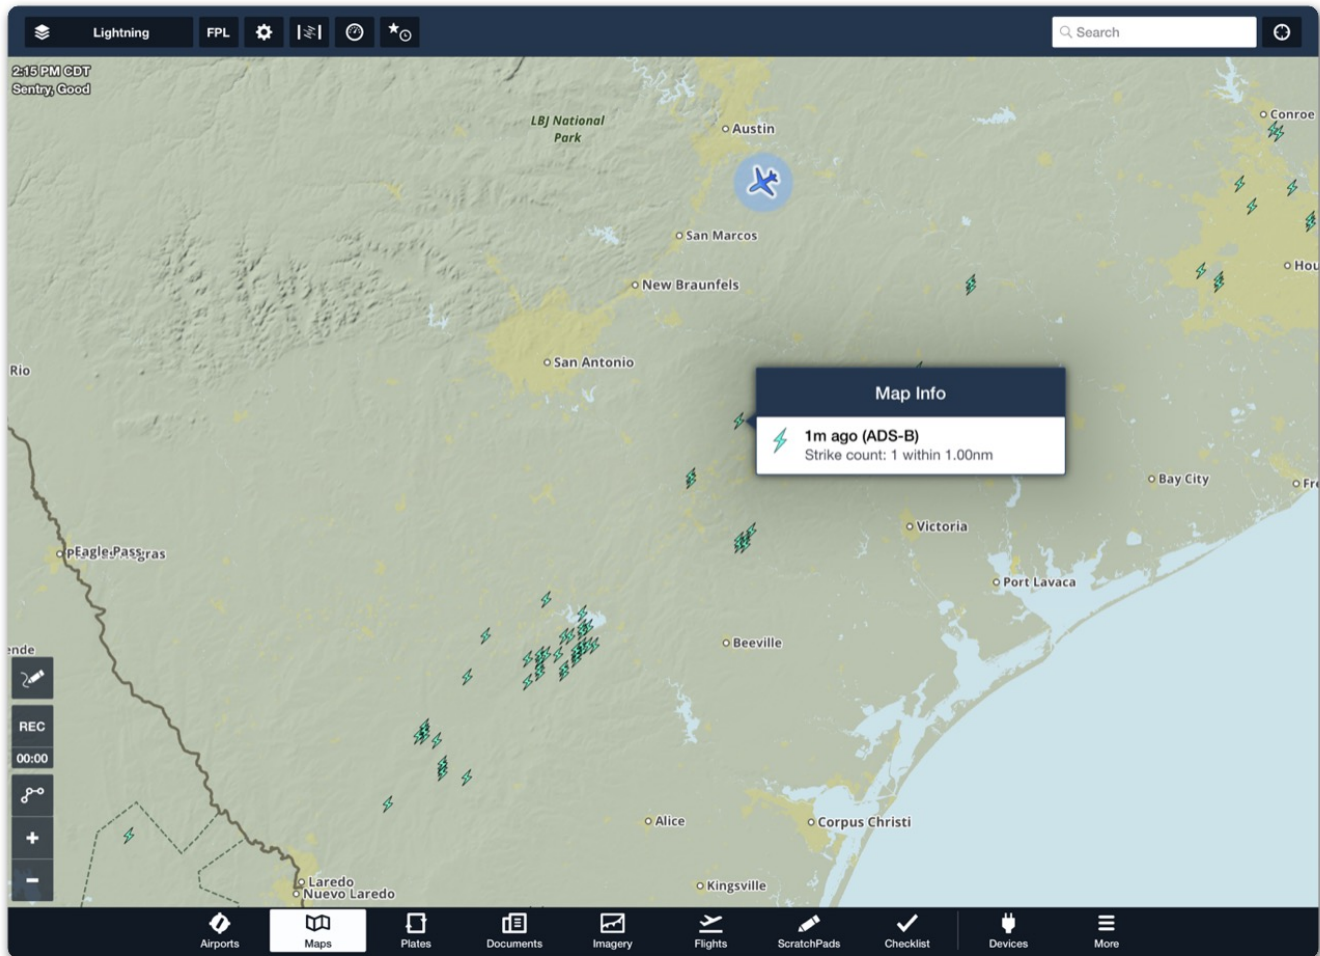 Lightning
FPL
Search
2:15 PM CDT
Sentry, Good
LBJ National
Park
Austin
Conroe
San Marcos
Hou
New Braunfels
San Antonio
Rio
Map Info
1m ago (ADS-B)
Strike count: 1 within 1.00nm
Bay City
Fre
Victoria
Eagle Pass
Port Lavaca
Beeville
ende
REC
00:00
Alice
Corpus Christi
Laredo
Nuevo Laredo
Kingsville
Airports
Maps
Plates
Documents
Imagery
Flights
ScratchPads
Checklist
Devices
More